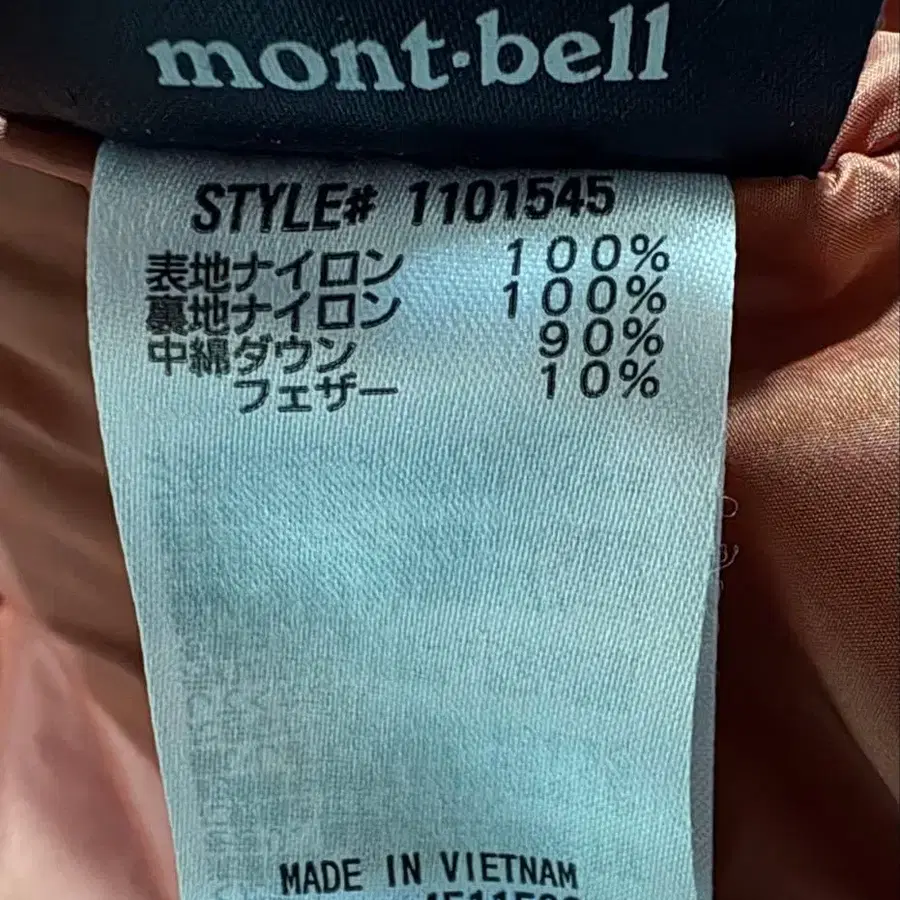 mont·bell
STYLE# 1101545
表地ナイロン 100%
裏地ナイロン 100%
中綿ダウン 90%
フェザー 10%
MADE IN VIETNAM